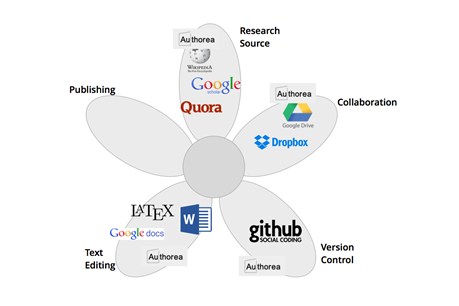 Research
Source
Authorea
WIKIPEDIA
The Free Encyclopedia
Google
scholar
Quora
Publishing
Authorea
Collaboration
Google Drive
Dropbox
LATEX
W
Google docs
Text
Editing
Authorea
github
SOCIAL CODING
Authorea
Version
Control